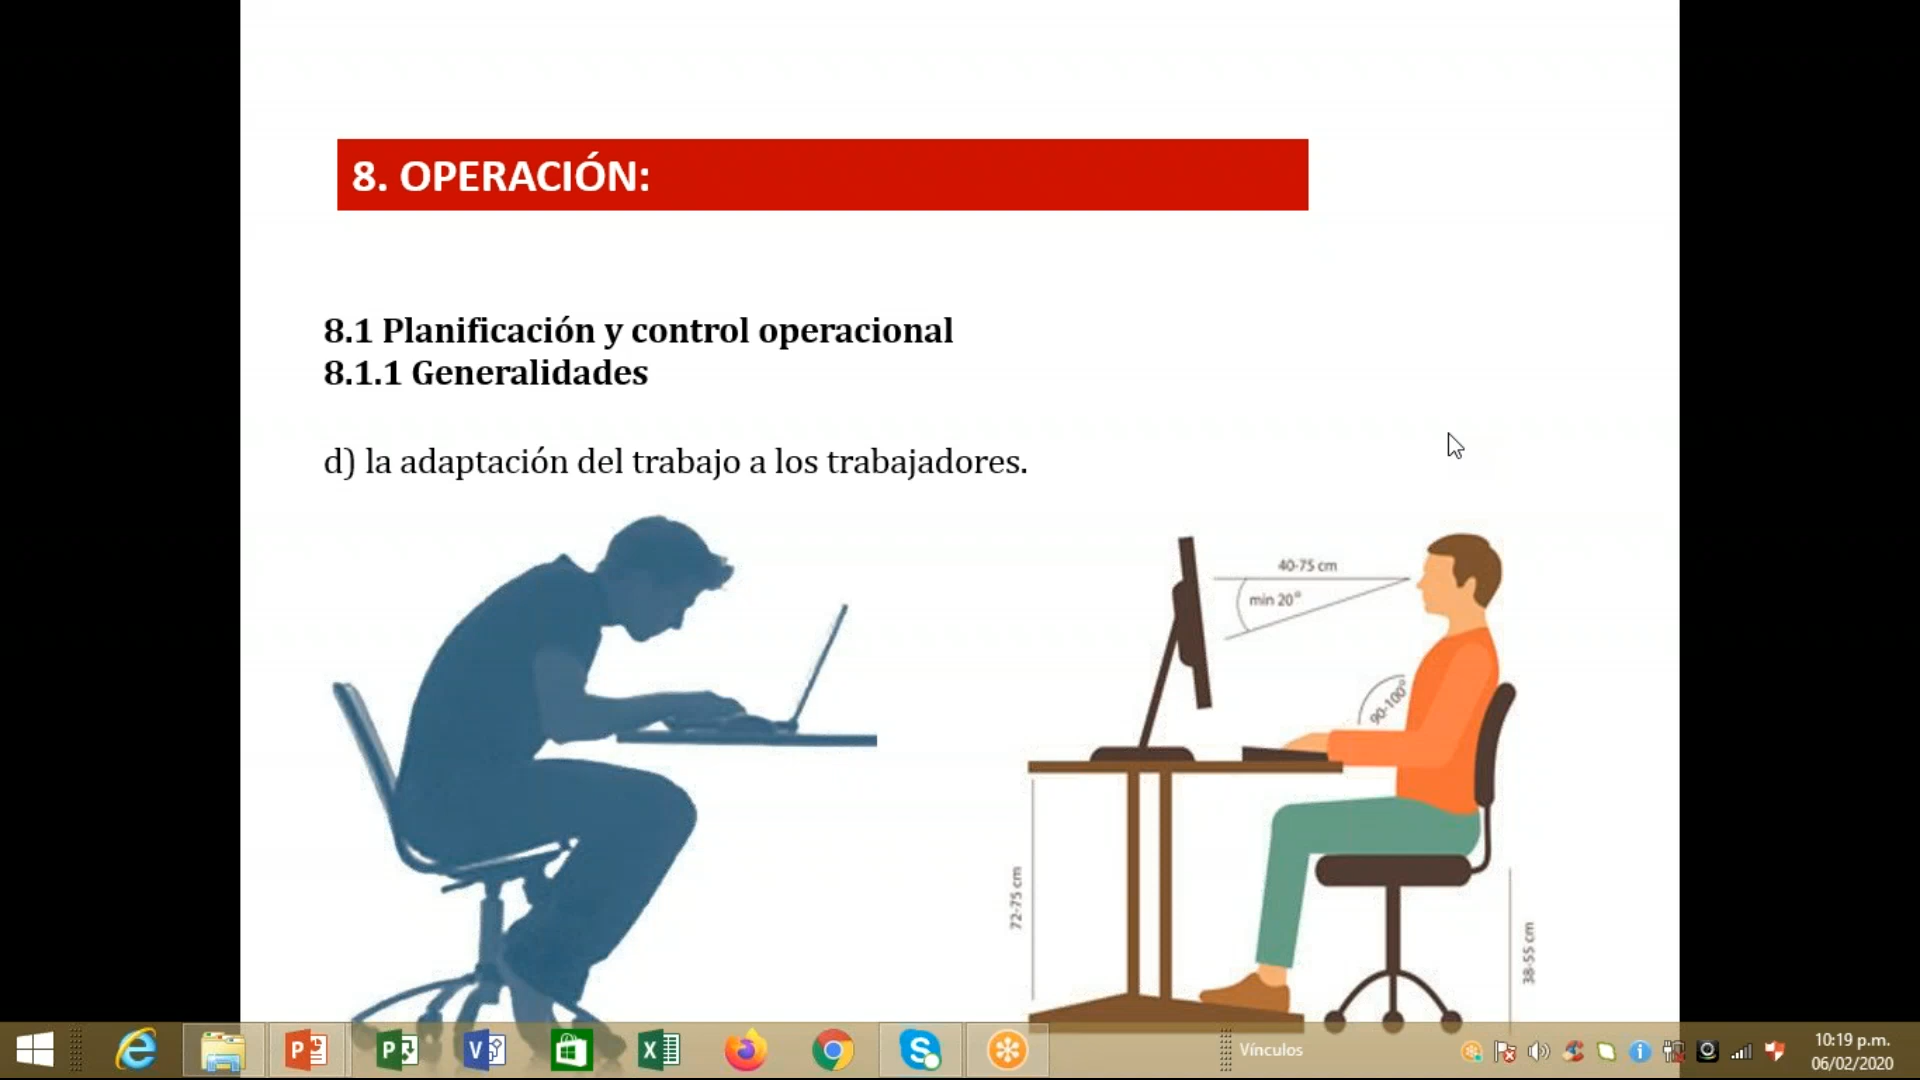 8. OPERACIÓN:
8.1 Planificación y control operacional
8.1.1 Generalidades
d) la adaptación del trabajo a los trabajadores.
40-75 cm
min 20°
90-100°
72-75 cm
38-55 cm
Vínculos
10:19 p.m.
06/02/2020